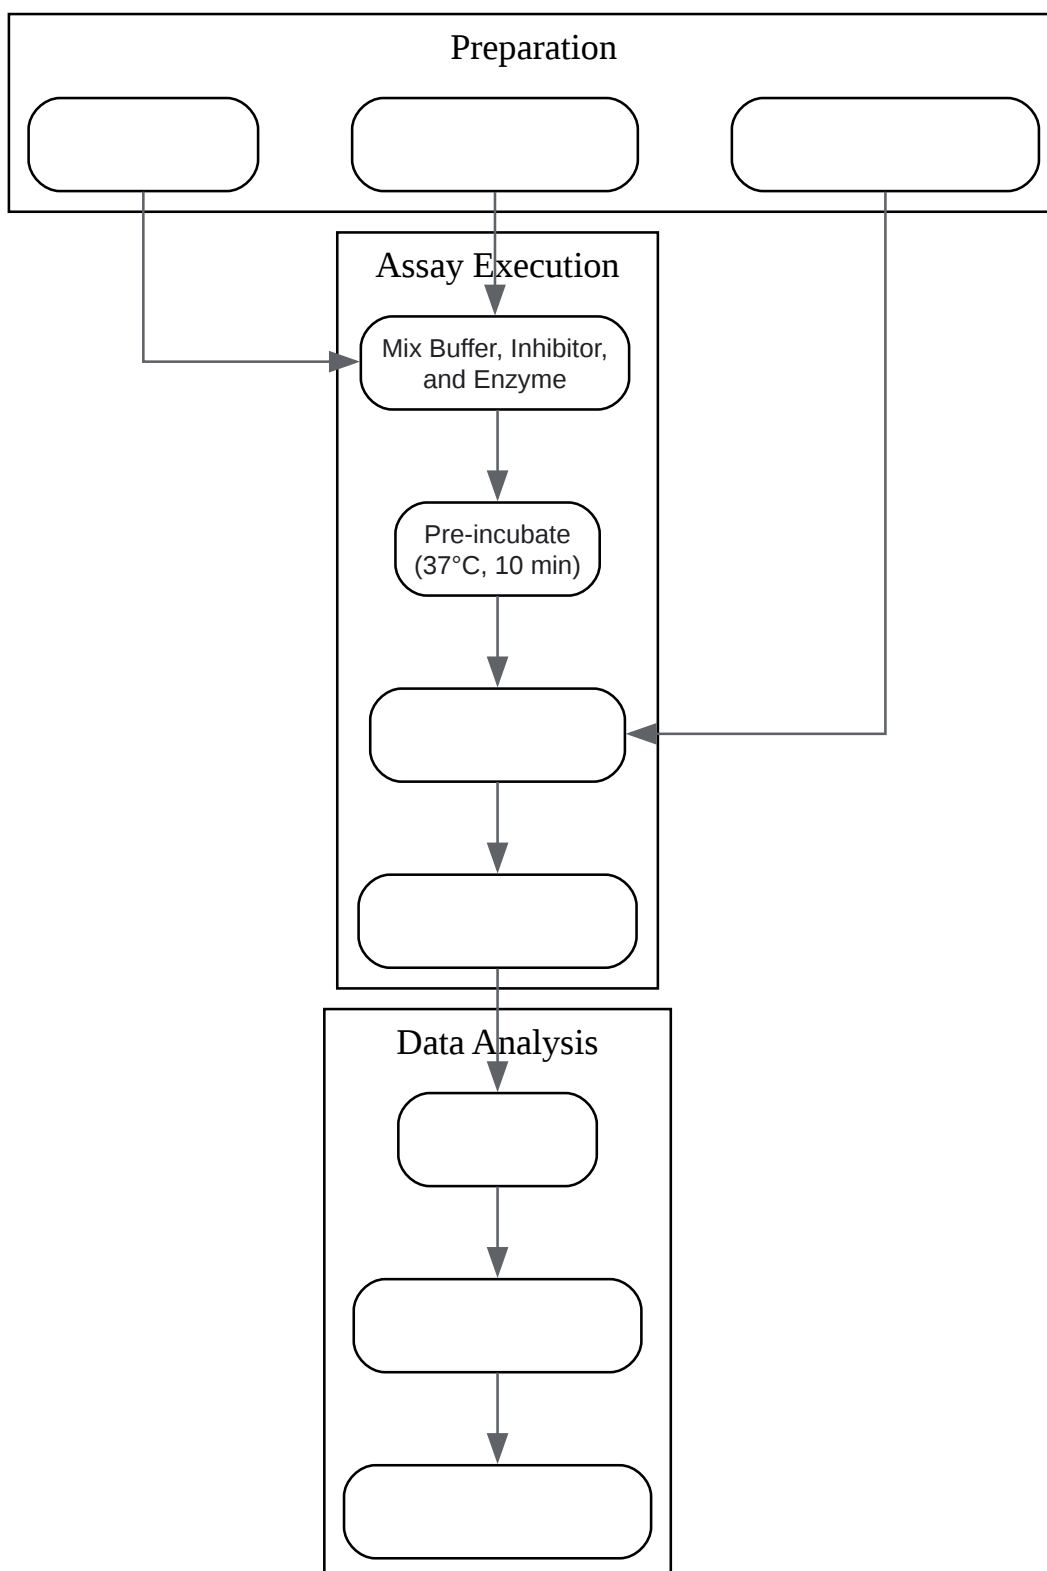 Preparation
Assay Execution
Mix Buffer, Inhibitor,
and Enzyme
Pre-incubate
(37°C, 10 min)
Data Analysis